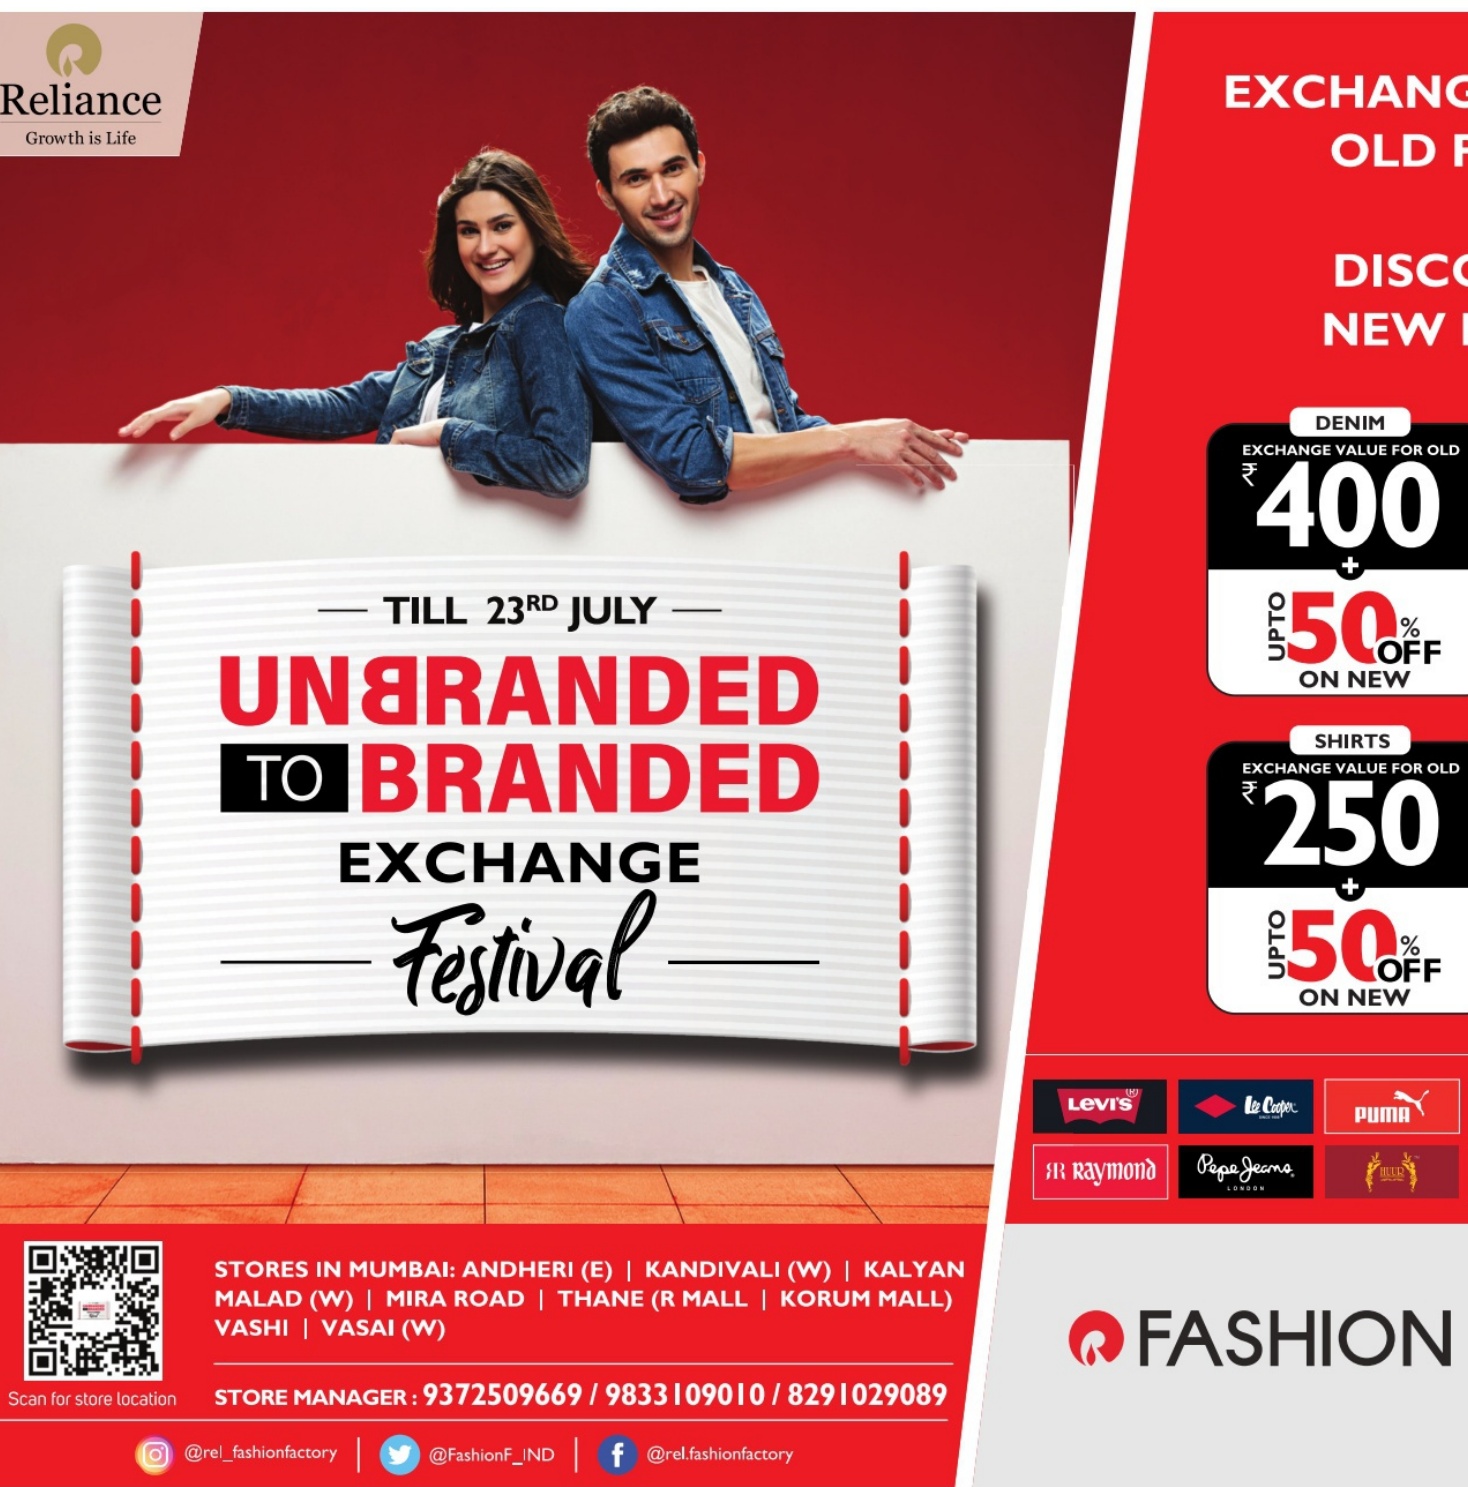 Reliance
Growth is Life
TILL 23RD JULY
UNBRANDED
TO BRANDED
EXCHANGE
Festival
STORES IN MUMBAI: ANDHERI (E) | KANDIVALI (W) | KALYAN
MALAD (W) | MIRA ROAD | THANE (R MALL | KORUM MALL)
VASHI | VASAI (W)
Scan for store location
STORE MANAGER : 9372509669 / 9833109010 / 8291029089
@rel_fashionfactory | @FashionF_IND | @rel.fashionfactory
OLD
NEW
DENIM
EXCHANGE VALUE FOR OLD
₹400
+
UPTO 50% OFF
ON NEW
SHIRTS
EXCHANGE VALUE FOR OLD
₹250
+
UPTO 50% OFF
ON NEW
LEVI'S®
Lee Cooper
PUMA
Raymond
Pepe Jeans
LONDON
HUUR
FASHION